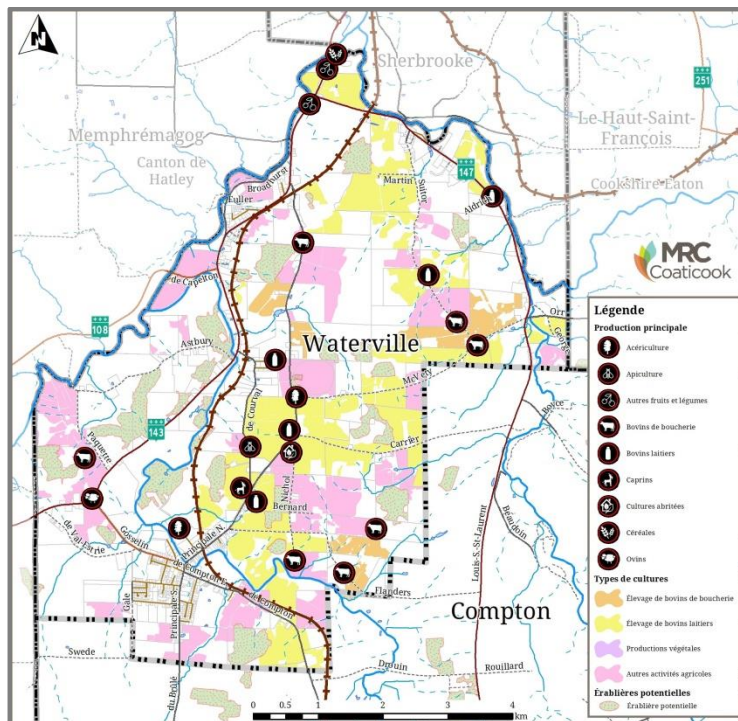 N
Sherbrooke
251
Memphrémagog
Le Haut-Saint-
François
Canton de
Hatley
147
Martin
Suitor
Broadhurst
Fuller
Aldrich
Cookshire-Eaton
MRC
Coaticook
de Capelton
108
Orr
George
Waterville
Astbury
McVety
143
de Courval
Boyce
Carrier
Paquette
Nichol
Bernard
Beaudoin
Louis-S.-St-Laurent
de Val-Estrie
Gosselin
Principale N.
de Compton E.
de Compton
Flanders
Compton
Gale
Principale S.
Swede
Drouin
Rouillard
du Brûlé
Légende
Production principale
Acériculture
Apiculture
Autres fruits et légumes
Bovins de boucherie
Bovins laitiers
Caprins
Cultures abritées
Céréales
Ovins
Types de cultures
Élevage de bovins de boucherie
Élevage de bovins laitiers
Productions végétales
Autres activités agricoles
Érablières potentielles
Érablière potentielle
0 0.5 1 2 3 4
km